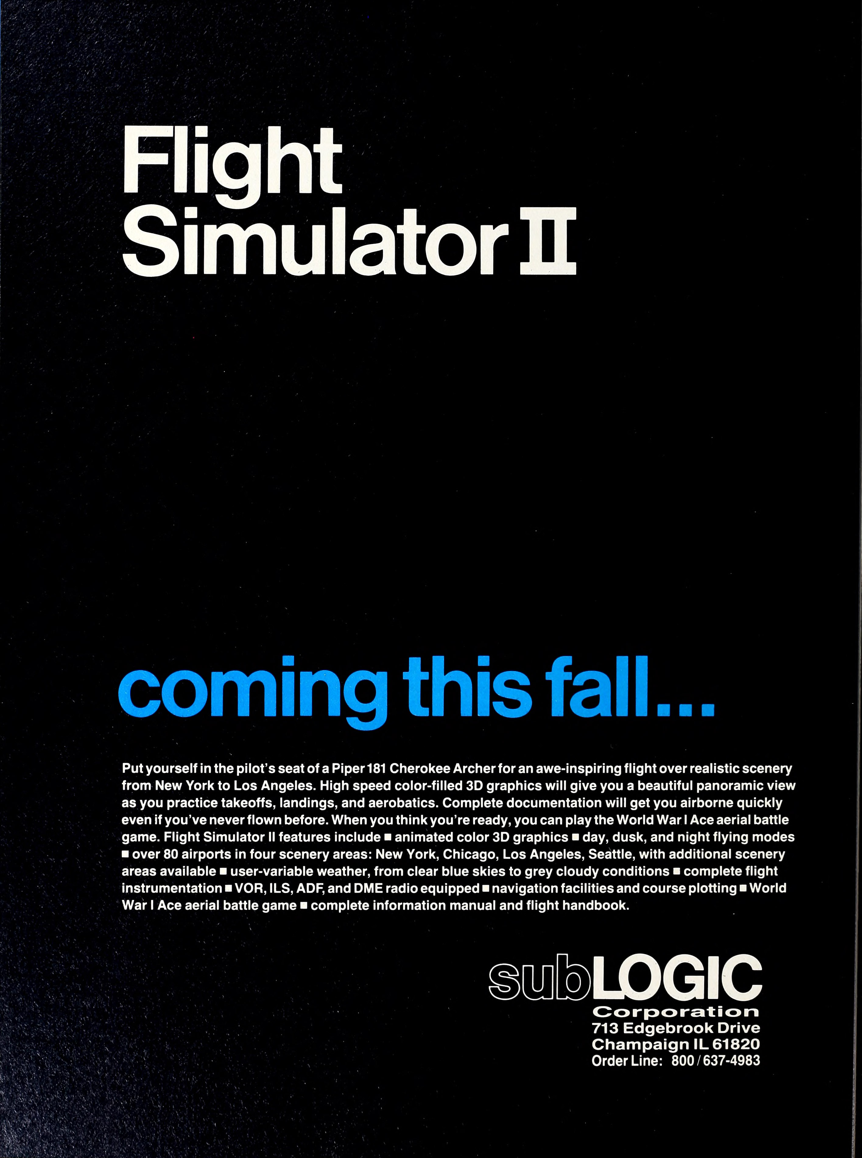 Flight
Simulator II
coming this fall...
Put yourself in the pilot's seat of a Piper 181 Cherokee Archer for an awe-inspiring flight over realistic scenery
from New York to Los Angeles. High speed color-filled 3D graphics will give you a beautiful panoramic view
as you practice takeoffs, landings, and aerobatics. Complete documentation will get you airborne quickly
even if you've never flown before. When you think you're ready, you can play the World War I Ace aerial battle
game. Flight Simulator II features include ■ animated color 3D graphics ■ day, dusk, and night flying modes
■ over 80 airports in four scenery areas: New York, Chicago, Los Angeles, Seattle, with additional scenery
areas available ■ user-variable weather, from clear blue skies to grey cloudy conditions ■ complete flight
instrumentation ■ VOR, ILS, ADF, and DME radio equipped ■ navigation facilities and course plotting ■ World
War I Ace aerial battle game ■ complete information manual and flight handbook.
subLOGIC
Corporation
713 Edgebrook Drive
Champaign IL 61820
Order Line: 800/637-4983